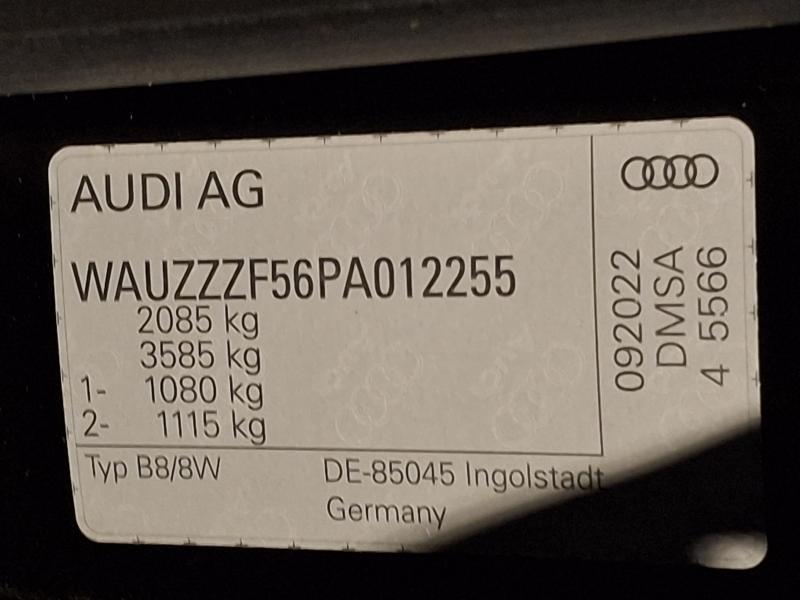 AUDI AG
WAUZZZF56PA012255
2085 kg
3585 kg
1- 1080 kg
2- 1115 kg
Typ B8/8W
DE-85045 Ingolstadt
Germany
092022
DMSA
4 5566